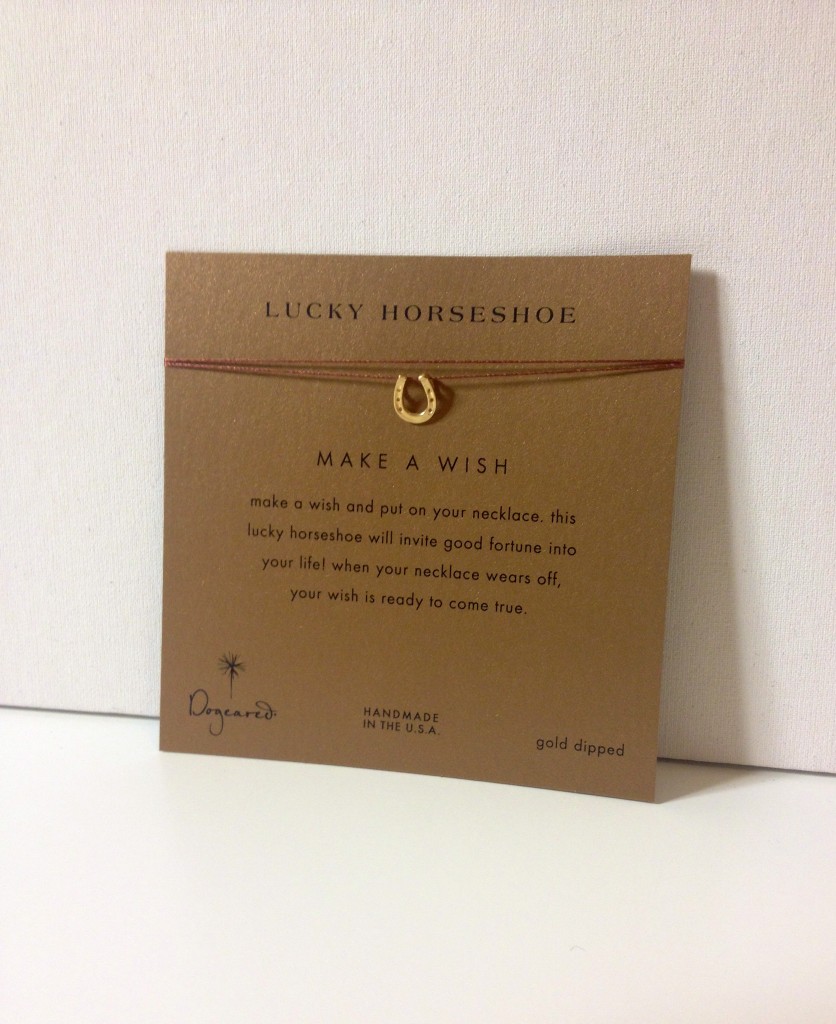 LUCKY HORSESHOE
MAKE A WISH
make a wish and put on your necklace. this
lucky horseshoe will invite good fortune into
your life! when your necklace wears off,
your wish is ready to come true.
Dogeared
HANDMADE
IN THE U.S.A.
gold dipped